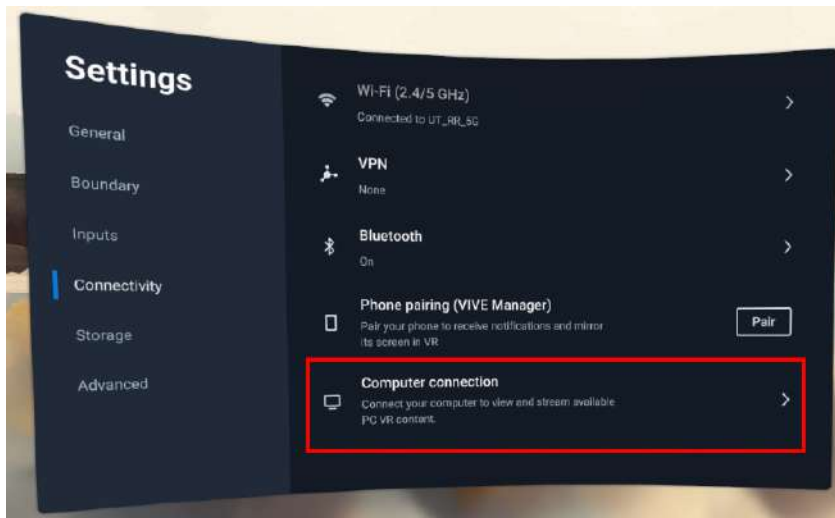 Settings
General
Boundary
Inputs
Connectivity
Storage
Advanced
Wi-Fi (2.4/5 GHz)
Connected to UT_RR_5G
VPN
None
Bluetooth
On
Phone pairing (VIVE Manager)
Pair your phone to receive notifications and mirror
its screen in VR
Pair
Computer connection
Connect your computer to view and stream available
PC VR content.